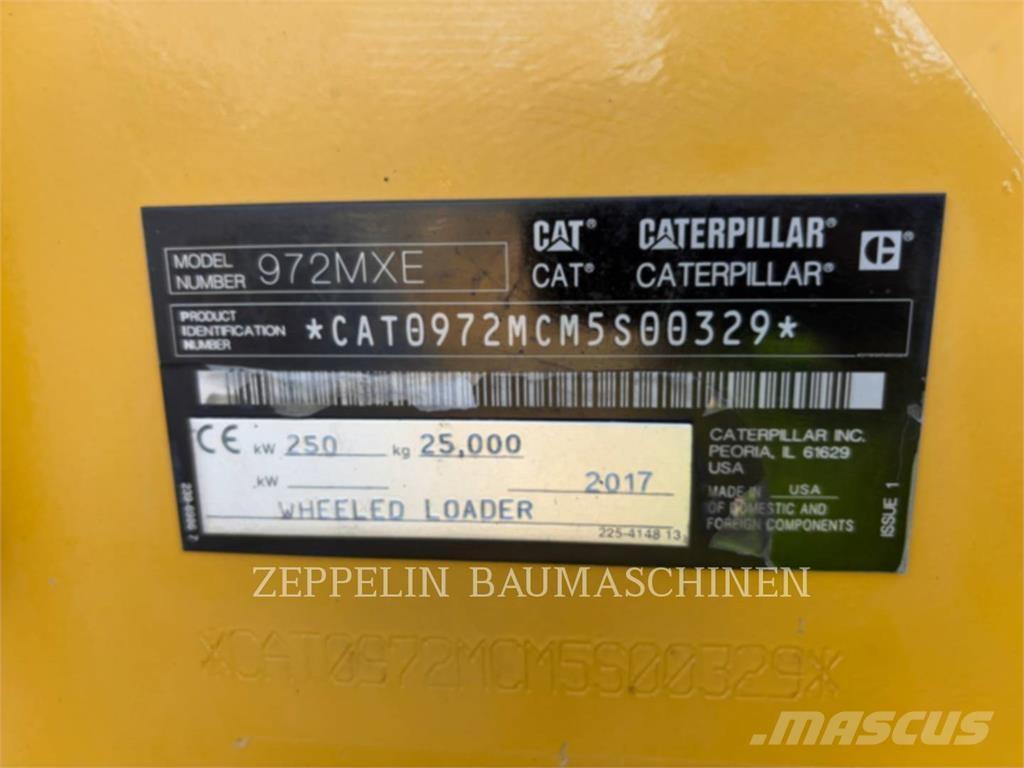 CAT® CATERPILLAR®
MODEL NUMBER 972MXE CAT® CATERPILLAR®
PRODUCT IDENTIFICATION NUMBER *CAT0972MCM5S00329*
CE kW 250 kg 25,000
kW 2017
WHEELED LOADER
225-4148 13
CATERPILLAR INC.
PEORIA, IL 61629
USA
MADE IN USA
OF DOMESTIC AND
FOREIGN COMPONENTS
ISSUE 1
ZEPPELIN BAUMASCHINEN
*CAT0972MCM5S00329*
MASCUS